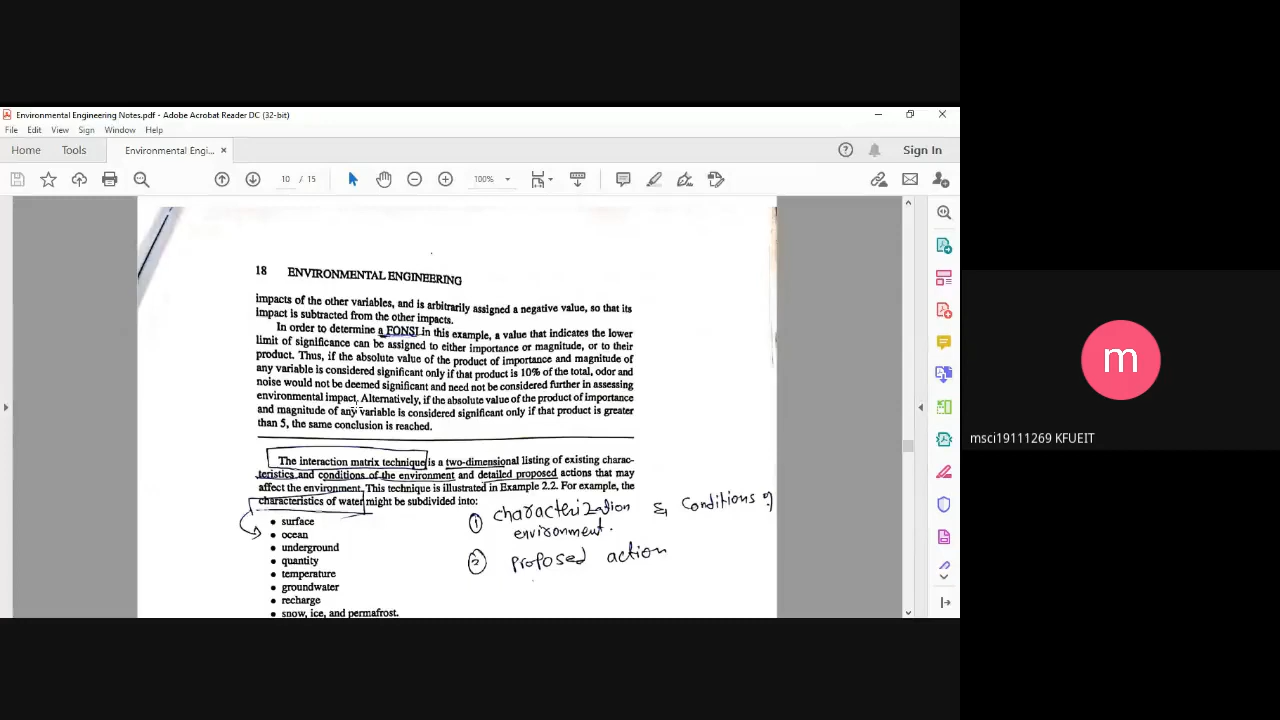 Environmental Engineering Notes.pdf - Adobe Acrobat Reader DC (32-bit)
File Edit View Sign Window Help
Home Tools Environmental Engi... × Sign In
10 / 15 100%
18 ENVIRONMENTAL ENGINEERING
impacts of the other variables, and is arbitrarily assigned a negative value, so that its
impact is subtracted from the other impacts.
In order to determine a FONSI in this example, a value that indicates the lower
limit of significance can be assigned to either importance or magnitude, or to their
product. Thus, if the absolute value of the product of importance and magnitude of
any variable is considered significant only if that product is 10% of the total, odor and
noise would not be deemed significant and need not be considered further in assessing
environmental impact. Alternatively, if the absolute value of the product of importance
and magnitude of any variable is considered significant only if that product is greater
than 5, the same conclusion is reached.
The interaction matrix technique is a two-dimensional listing of existing charac-
teristics and conditions of the environment and detailed proposed actions that may
affect the environment. This technique is illustrated in Example 2.2. For example, the
characteristics of water might be subdivided into:
• surface
• ocean
• underground
• quantity
• temperature
• groundwater
• recharge
• snow, ice, and permafrost.
① characterization & Conditions of
environment.
② proposed action
m
msci19111269 KFUEIT